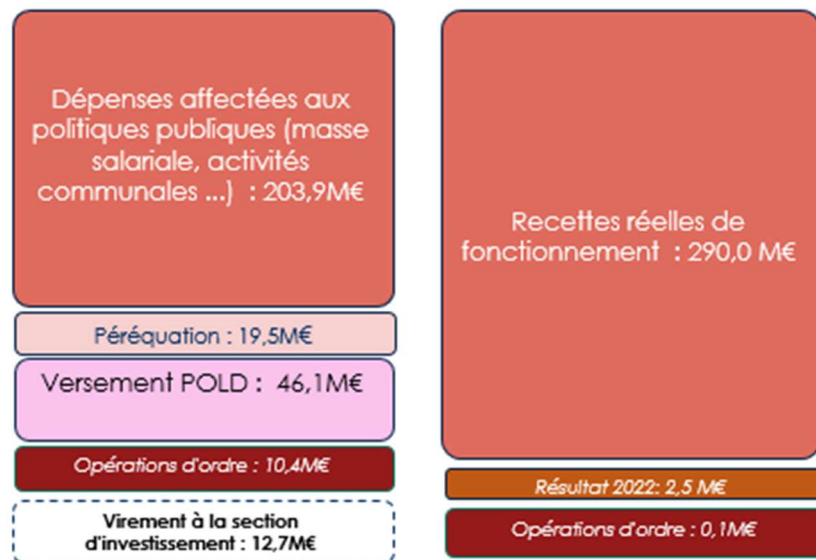 Dépenses affectées aux
politiques publiques (masse
salariale, activités
communales ...)  : 203,9M€
Péréquation : 19,5M€
Versement POLD :  46,1M€
Opérations d'ordre : 10,4M€
Virement à la section
d'investissement : 12,7M€
Recettes réelles de
fonctionnement  : 290,0 M€
Résultat 2022: 2,5 M€
Opérations d'ordre : 0,1M€